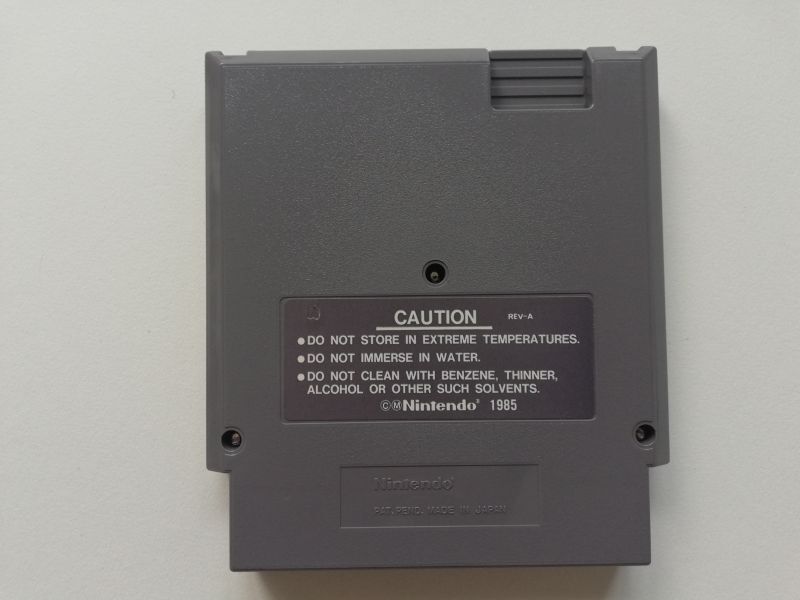 CAUTION REV-A
●DO NOT STORE IN EXTREME TEMPERATURES.
●DO NOT IMMERSE IN WATER.
●DO NOT CLEAN WITH BENZENE, THINNER,
ALCOHOL OR OTHER SUCH SOLVENTS.
©ⓂNintendo® 1985
Nintendo®
PAT. PEND. MADE IN JAPAN